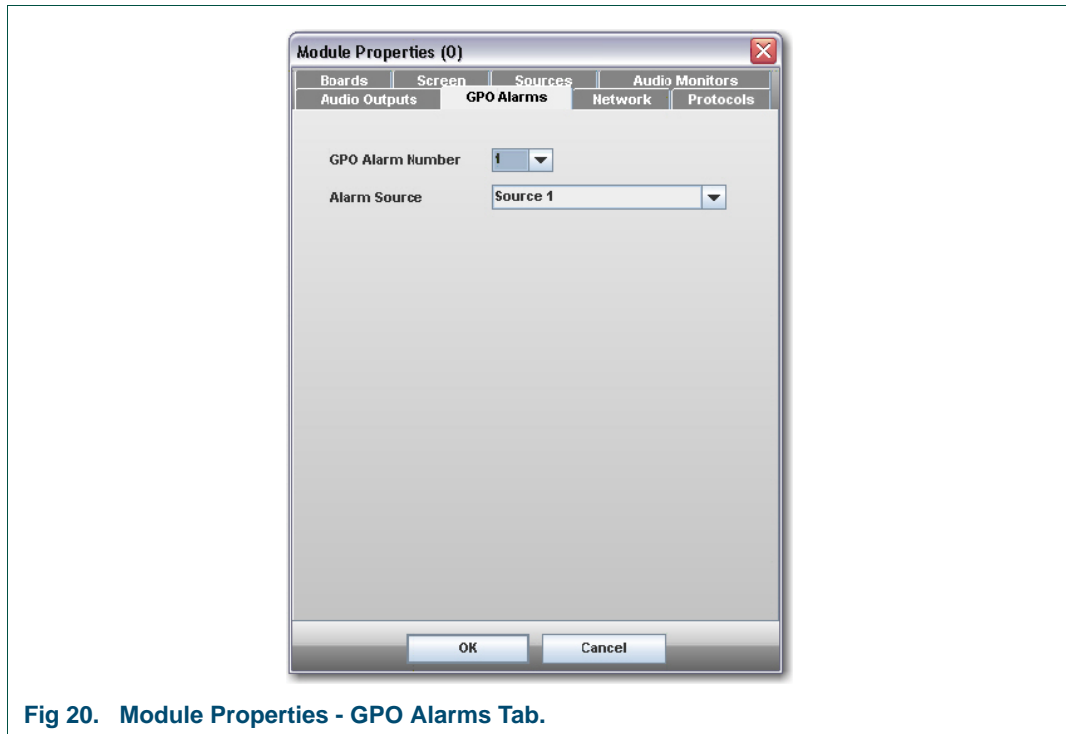 Module Properties (0)
Boards Screen Sources Audio Monitors
Audio Outputs GPO Alarms Network Protocols
GPO Alarm Number 1
Alarm Source Source 1
OK Cancel
Fig 20. Module Properties - GPO Alarms Tab.